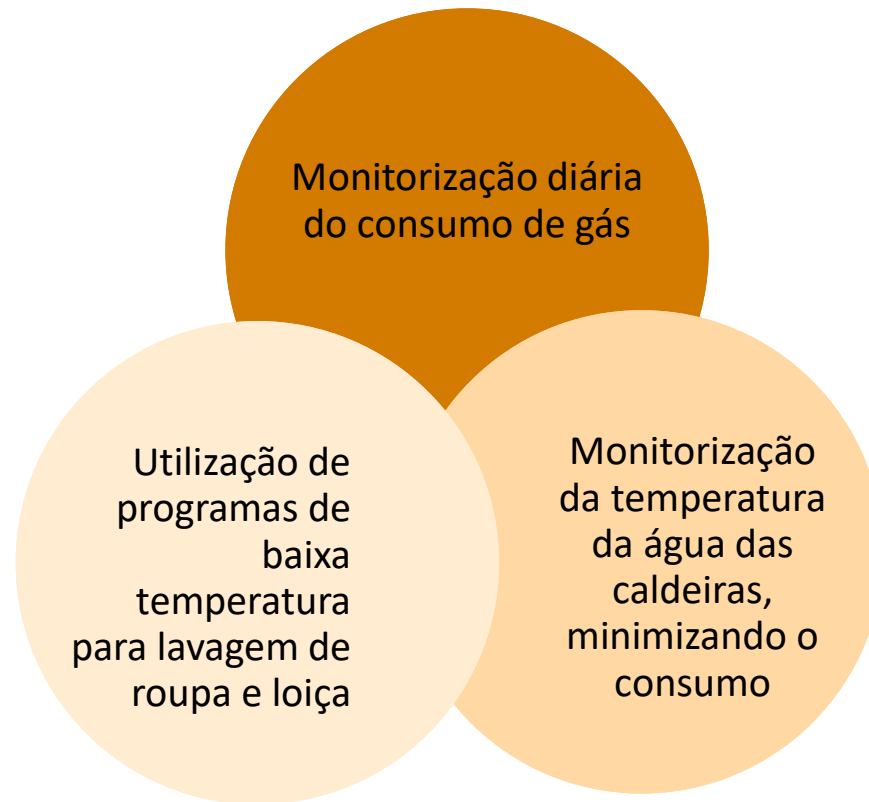 Monitorização diária
do consumo de gás
Utilização de
programas de
baixa
temperatura
para lavagem de
roupa e loiça
Monitorização
da temperatura
da água das
caldeiras,
minimizando o
consumo